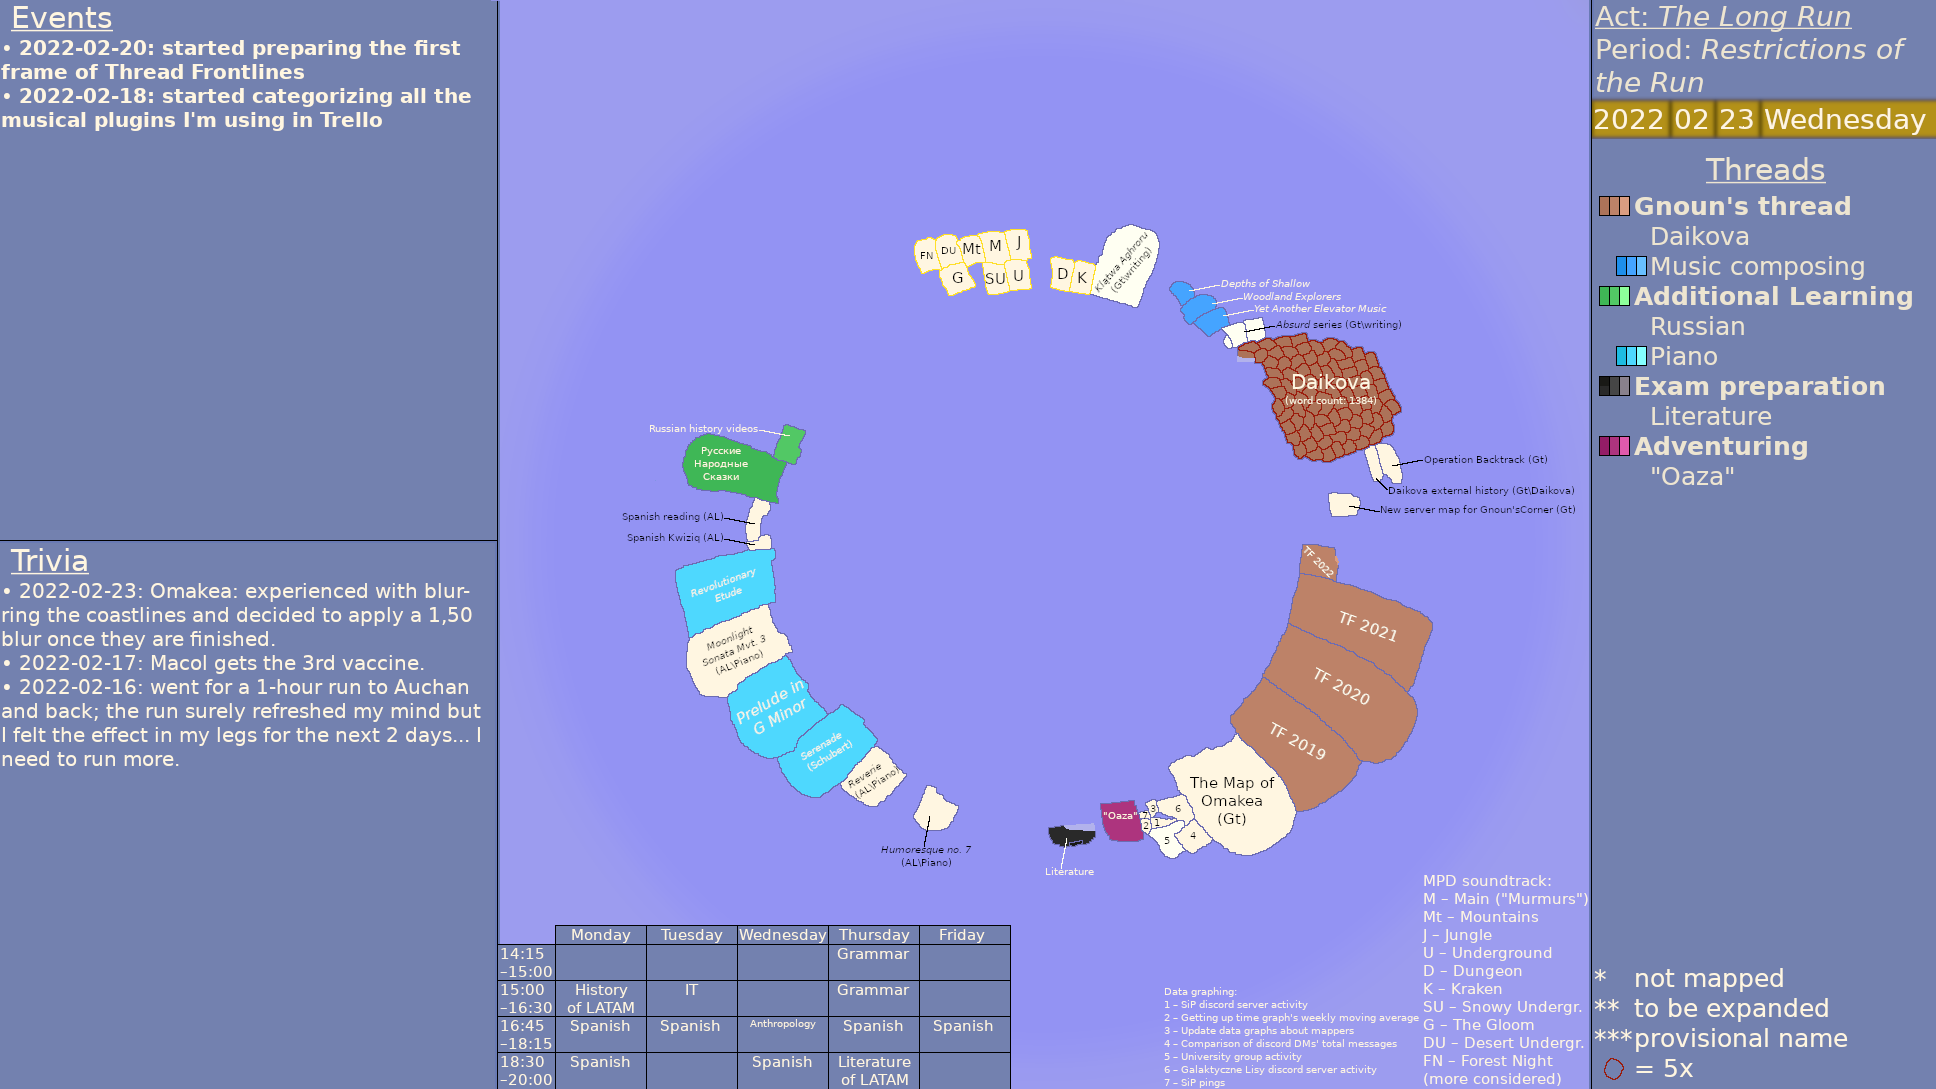 Events
• 2022-02-20: started preparing the first
frame of Thread Frontlines
• 2022-02-18: started categorizing all the
musical plugins I'm using in Trello
Trivia
• 2022-02-23: Omakea: experienced with blur-
ring the coastlines and decided to apply a 1,50
blur once they are finished.
• 2022-02-17: Macol gets the 3rd vaccine.
• 2022-02-16: went for a 1-hour run to Auchan
and back; the run surely refreshed my mind but
I felt the effect in my legs for the next 2 days... I
need to run more.
FN
DU
Mt
M
J
G
SU
U
D
K
Klątwa Aghroru
(Gt\writing)
Depths of Shallow
Woodland Explorers
Yet Another Elevator Music
Absurd series (Gt\writing)
Daikova
(word count: 1384)
Operation Backtrack (Gt)
Daikova external history (Gt\Daikova)
New server map for Gnoun'sCorner (Gt)
TF 2022
TF 2021
TF 2020
TF 2019
The Map of
Omakea
(Gt)
3
6
7
2
1
5
4
"Oaza"
Literature
Russian history videos
Русские
Народные
Сказки
Spanish reading (AL)
Spanish Kwiziq (AL)
Revolutionary
Etude
Moonlight
Sonata Mvt. 3
(AL\Piano)
Prelude in
G Minor
Serenade
(Schubert)
Reverie
(AL\Piano)
Humoresque no. 7
(AL\Piano)
Monday Tuesday Wednesday Thursday Friday
14:15
–15:00
Grammar
15:00
–16:30
History
of LATAM
IT
Grammar
16:45
–18:15
Spanish
Spanish
Anthropology
Spanish
Spanish
18:30
–20:00
Spanish
Spanish
Literature
of LATAM
Data graphing:
1 – SiP discord server activity
2 – Getting up time graph's weekly moving average
3 – Update data graphs about mappers
4 – Comparison of discord DMs' total messages
5 – University group activity
6 – Galaktyczne Lisy discord server activity
7 – SiP pings
MPD soundtrack:
M – Main ("Murmurs")
Mt – Mountains
J – Jungle
U – Underground
D – Dungeon
K – Kraken
SU – Snowy Undergr.
G – The Gloom
DU – Desert Undergr.
FN – Forest Night
(more considered)
Act: The Long Run
Period: Restrictions of
the Run
2022 02 23 Wednesday
Threads
Gnoun's thread
Daikova
Music composing
Additional Learning
Russian
Piano
Exam preparation
Literature
Adventuring
"Oaza"
* not mapped
** to be expanded
*** provisional name
= 5x